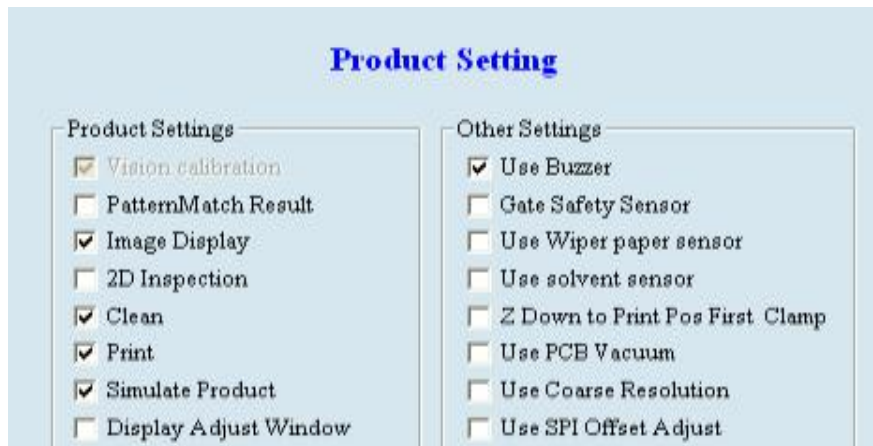 Product Setting
Product Settings
Vision calibration
PatternMatch Result
Image Display
2D Inspection
Clean
Print
Simulate Product
Display Adjust Window
Other Settings
Use Buzzer
Gate Safety Sensor
Use Wiper paper sensor
Use solvent sensor
Z Down to Print Pos First Clamp
Use PCB Vacuum
Use Coarse Resolution
Use SPI Offset Adjust